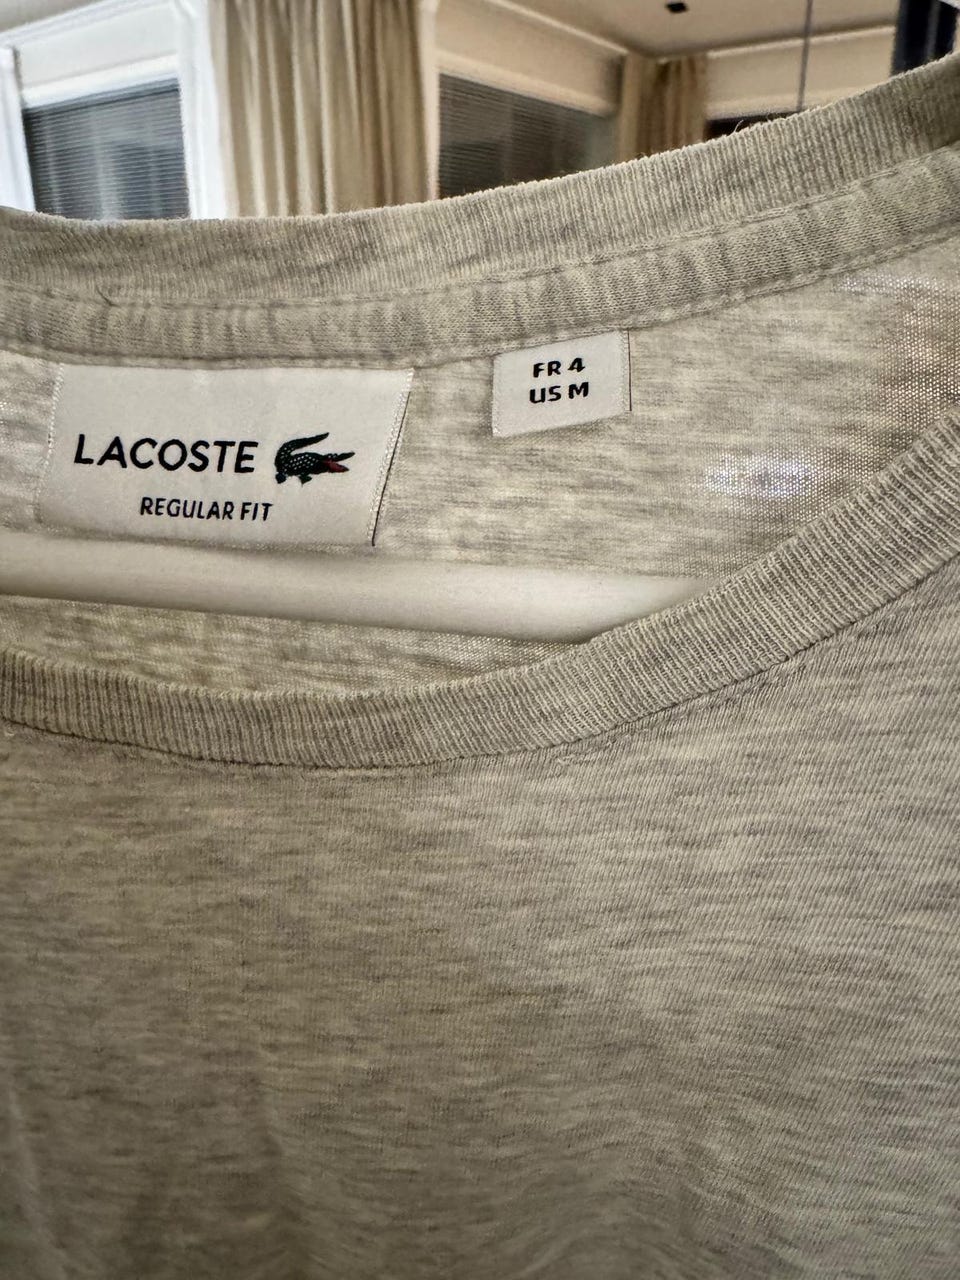 LACOSTE
REGULAR FIT
FR 4
US M